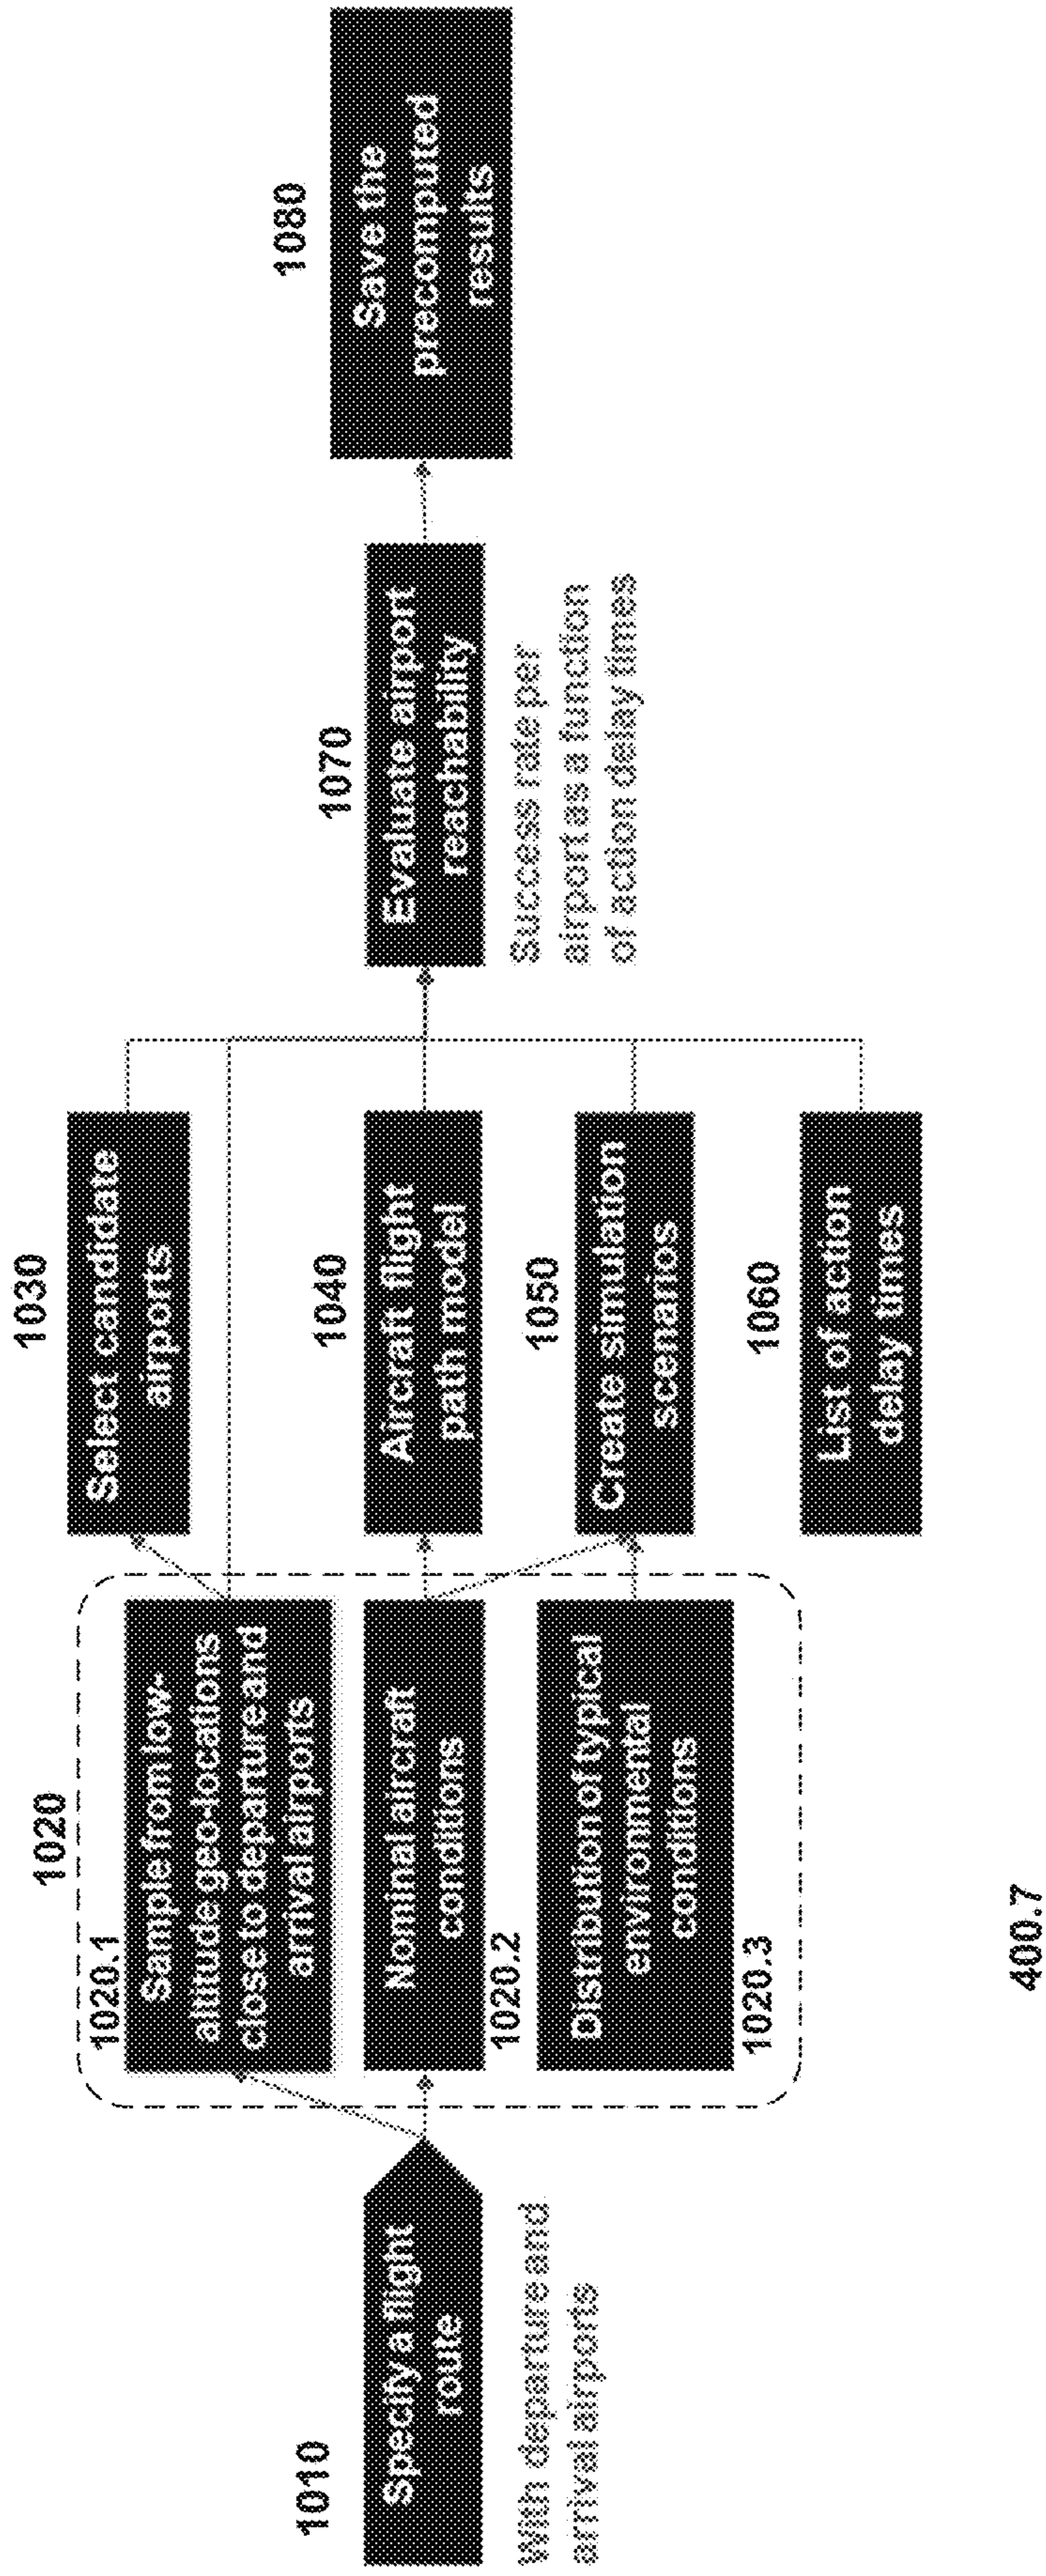 1010
Specify a flight
route
With departure and
arrival airports
1020
1020.1
Sample from low-
altitude geo-locations
close to departure and
arrival airports
Nominal aircraft
conditions
1020.2
Distribution of typical
environmental
conditions
1020.3
1030
Select candidate
airports
1040
Aircraft flight
path model
1050
Create simulation
scenarios
1060
List of action
delay times
1070
Evaluate airport
reachability
Success rate per
airport as a function
of action delay times
1080
Save the
precomputed
results
400.7